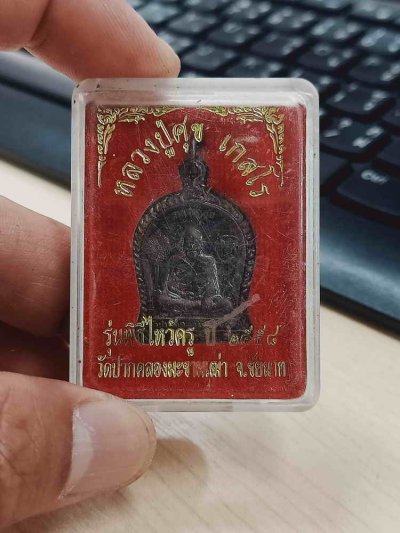 หลวงปู่ศุข เกสโร
รุ่นพิธีไหว้ครู ปี ๒๕๕๘
วัดปากคลองมะขามเฒ่า จ.ชัยนาท